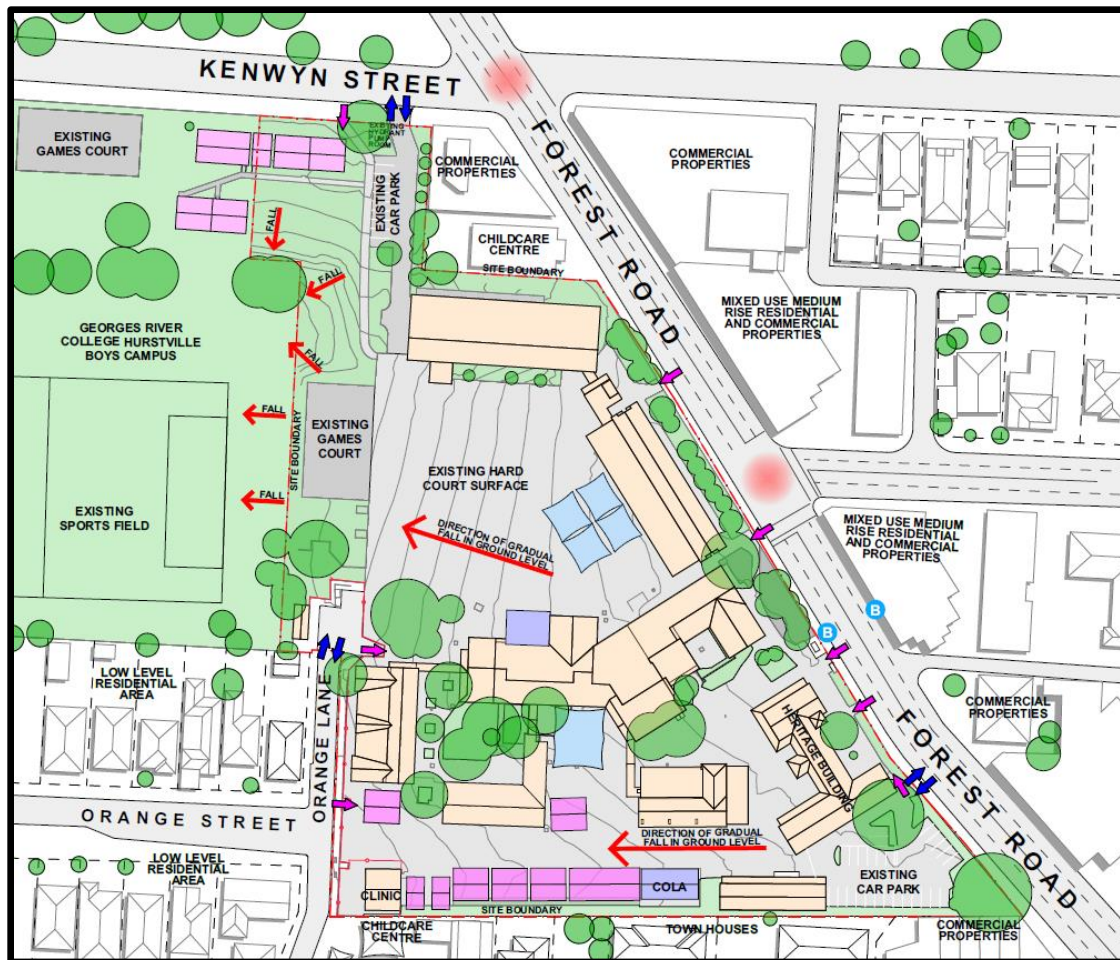 KENWYN STREET
EXISTING
GAMES COURT
EXISTING
HYDRANT
PUMP
ROOM
EXISTING
CAR PARK
COMMERCIAL
PROPERTIES
FOREST ROAD
COMMERCIAL
PROPERTIES
CHILDCARE
CENTRE
SITE BOUNDARY
FALL
FALL
FALL
FALL
FALL
GEORGES RIVER
COLLEGE HURSTVILLE
BOYS CAMPUS
MIXED USE MEDIUM
RISE RESIDENTIAL
AND COMMERCIAL
PROPERTIES
EXISTING
GAMES
COURT
SITE BOUNDARY
EXISTING HARD
COURT SURFACE
EXISTING
SPORTS FIELD
DIRECTION OF GRADUAL
FALL IN GROUND LEVEL
MIXED USE MEDIUM
RISE RESIDENTIAL
AND COMMERCIAL
PROPERTIES
B
B
LOW LEVEL
RESIDENTIAL
AREA
ORANGE LANE
HERITAGE BUILDING
COMMERCIAL
PROPERTIES
FOREST ROAD
ORANGE STREET
DIRECTION OF GRADUAL
FALL IN GROUND LEVEL
LOW LEVEL
RESIDENTIAL
AREA
CLINIC
COLA
EXISTING
CAR PARK
SITE BOUNDARY
CHILDCARE
CENTRE
TOWN HOUSES
COMMERCIAL
PROPERTIES